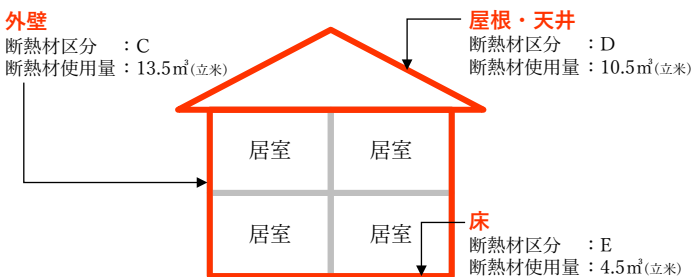 外壁
断熱材区分　：C
断熱材使用量：13.5㎥(立米)
屋根・天井
断熱材区分　：D
断熱材使用量：10.5㎥(立米)
居室
居室
居室
居室
床
断熱材区分　：E
断熱材使用量：4.5㎥(立米)